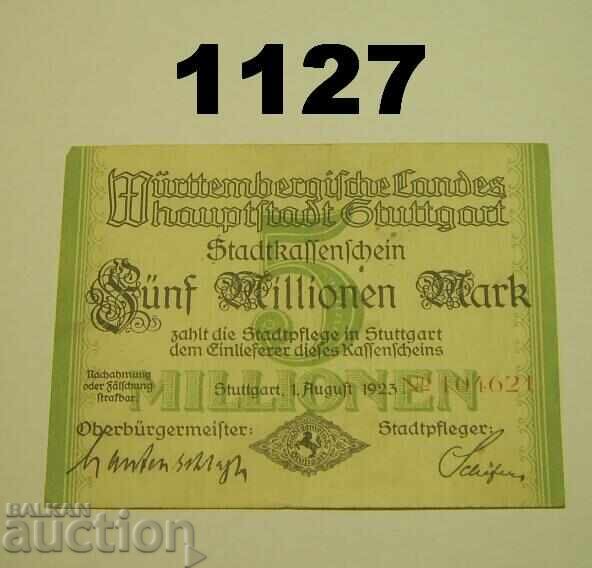 1127
Württembergische Landes
hauptstadt Stuttgart
5
Stadtkassenschein
Fünf Millionen Mark
zahlt die Stadtpflege in Stuttgart
dem Einlieferer dieses Kassenscheins
Nachahmung
oder Fälschung
strafbar.
Stuttgart, 1. August 1923 № 104621
MILLIONEN
Oberbürgermeister: Stadtpfleger:
BALKAN
auction